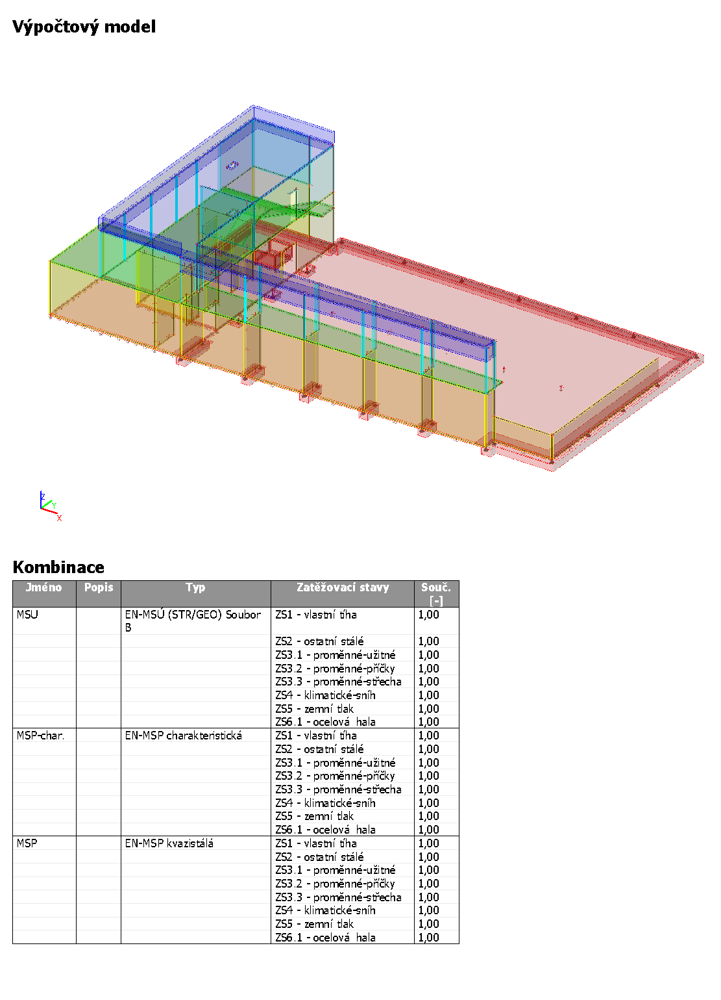 Výpočtový model
Z
Y
X
Kombinace
Jméno Popis Typ Zatěžovací stavy Souč.
[-]
MSU EN-MSÚ (STR/GEO) Soubor ZS1 - vlastní tíha 1,00
B
ZS2 - ostatní stálé 1,00
ZS3.1 - proměnné-užitné 1,00
ZS3.2 - proměnné-příčky 1,00
ZS3.3 - proměnné-střecha 1,00
ZS4 - klimatické-sníh 1,00
ZS5 - zemní tlak 1,00
ZS6.1 - ocelová hala 1,00
MSP-char. EN-MSP charakteristická ZS1 - vlastní tíha 1,00
ZS2 - ostatní stálé 1,00
ZS3.1 - proměnné-užitné 1,00
ZS3.2 - proměnné-příčky 1,00
ZS3.3 - proměnné-střecha 1,00
ZS4 - klimatické-sníh 1,00
ZS5 - zemní tlak 1,00
ZS6.1 - ocelová hala 1,00
MSP EN-MSP kvazistálá ZS1 - vlastní tíha 1,00
ZS2 - ostatní stálé 1,00
ZS3.1 - proměnné-užitné 1,00
ZS3.2 - proměnné-příčky 1,00
ZS3.3 - proměnné-střecha 1,00
ZS4 - klimatické-sníh 1,00
ZS5 - zemní tlak 1,00
ZS6.1 - ocelová hala 1,00